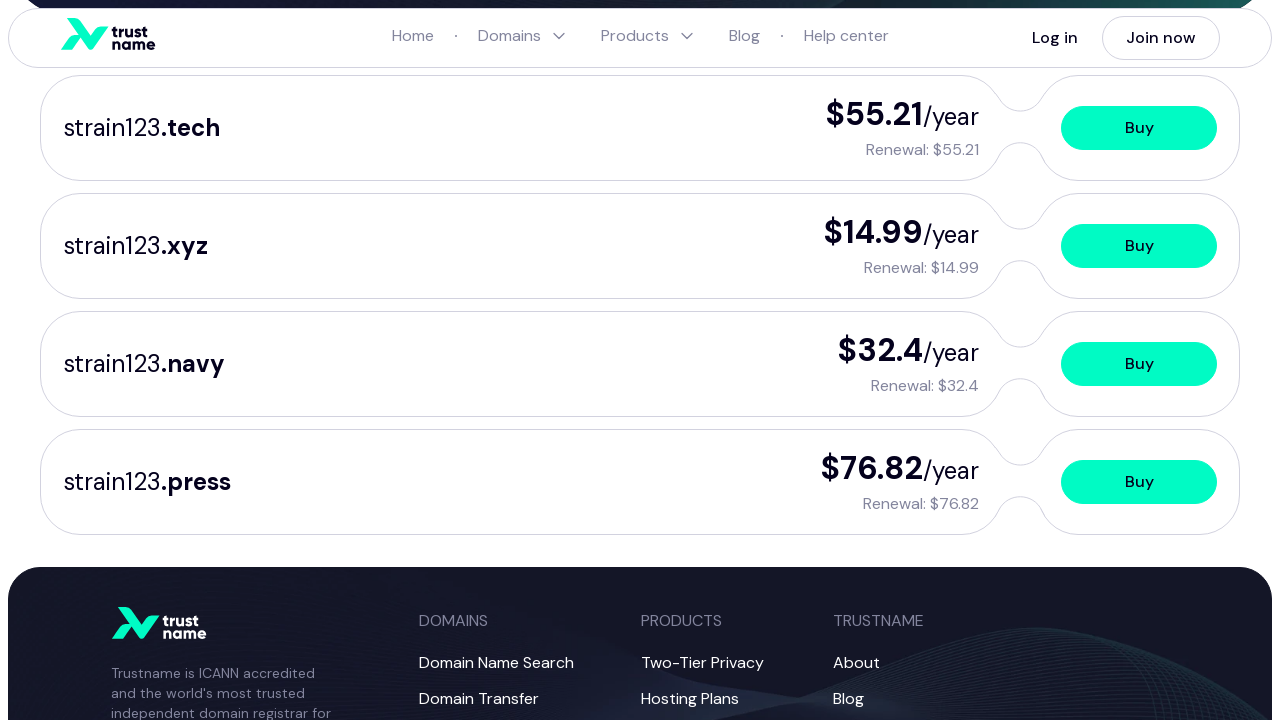 trust
name
Home · Domains Products Blog · Help center Log in Join now
strain123.tech $55.21/year Buy
Renewal: $55.21
strain123.xyz $14.99/year Buy
Renewal: $14.99
strain123.navy $32.4/year Buy
Renewal: $32.4
strain123.press $76.82/year Buy
Renewal: $76.82
trust
name
Trustname is ICANN accredited
and the world's most trusted
independent domain registrar for
DOMAINS
Domain Name Search
Domain Transfer
PRODUCTS
Two-Tier Privacy
Hosting Plans
TRUSTNAME
About
Blog